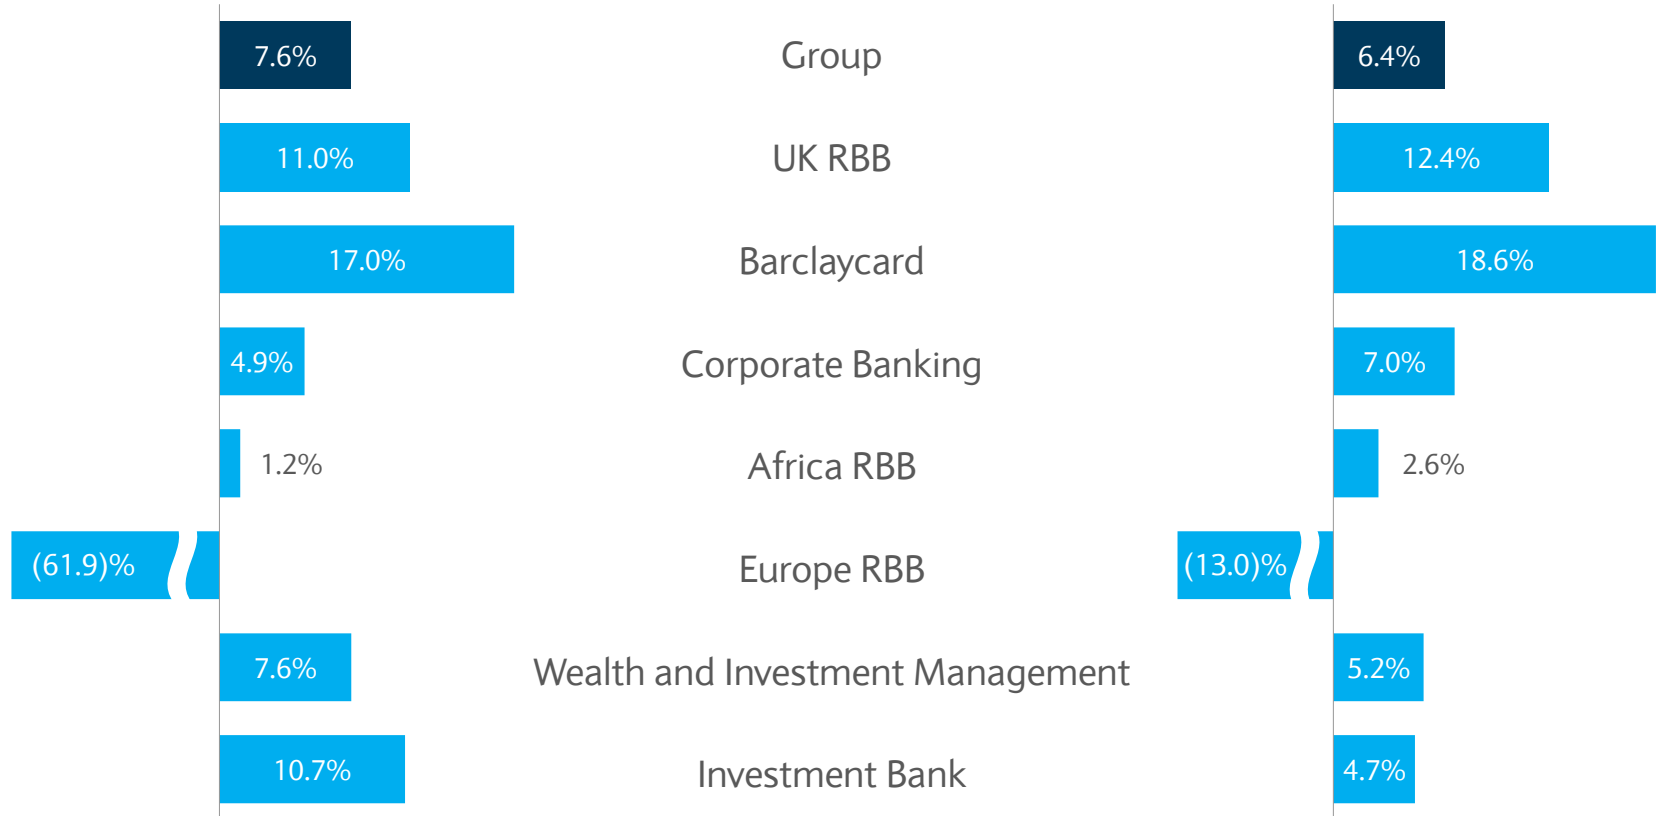 7.6% Group 6.4%
11.0% UK RBB 12.4%
17.0% Barclaycard 18.6%
4.9% Corporate Banking 7.0%
1.2% Africa RBB 2.6%
(61.9)% Europe RBB (13.0)%
7.6% Wealth and Investment Management 5.2%
10.7% Investment Bank 4.7%